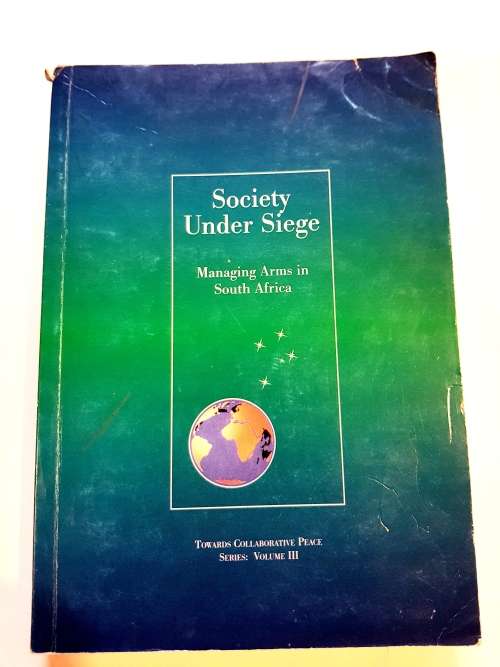 Society
Under Siege
Managing Arms in
South Africa
Towards Collaborative Peace
Series: Volume III